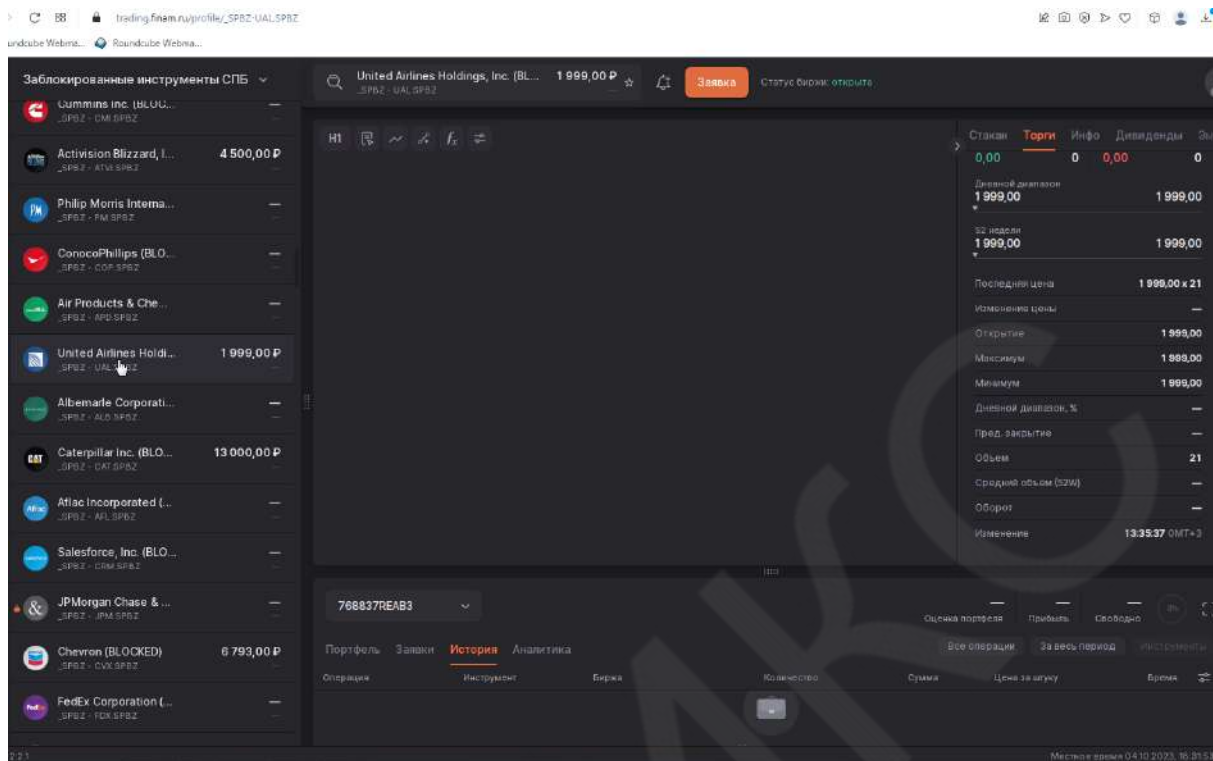 trading.finam.ru/profile/_SPBZ-UAL.SPBZ
Roundcube Webma...
Заблокированные инструменты СПБ
United Airlines Holdings, Inc. (BL... 1 999,00 ₽
_SPBZ - UAL.SPBZ
Заявка
Статус биржи: открыта
Cummins Inc. (BLOC...
_SPBZ - CMI.SPBZ
Activision Blizzard, I... 4 500,00 ₽
_SPBZ - ATVI.SPBZ
Philip Morris Interna... —
_SPBZ - PM.SPBZ
ConocoPhillips (BLO... —
_SPBZ - COP.SPBZ
Air Products & Che... —
_SPBZ - APD.SPBZ
United Airlines Holdi... 1 999,00 ₽
Albemarle Corporati... —
_SPBZ - ALB.SPBZ
CAT
Caterpillar Inc. (BLO... 13 000,00 ₽
_SPBZ - CAT.SPBZ
Aflac Incorporated (... —
_SPBZ - AFL.SPBZ
Salesforce, Inc. (BLO... —
_SPBZ - CRM.SPBZ
JPMorgan Chase & ... —
_SPBZ - JPM.SPBZ
Chevron (BLOCKED) 6 793,00 ₽
_SPBZ - CVX.SPBZ
FedEx Corporation (... —
_SPBZ - FDX.SPBZ
H1
Стакан Торги Инфо Дивиденды
0,00 0 0,00 0
Дневной диапазон
1 999,00 1 999,00
52 недели
1 999,00 1 999,00
Последняя цена 1 999,00 x 21
Изменение цены —
Открытие 1 999,00
Максимум 1 999,00
Минимум 1 999,00
Дневной диапазон, % —
Пред. закрытие —
Объем 21
Средний объем (52W) —
Оборот —
Изменение 13:35:37 GMT+3
768837REAB3
Оценка портфеля Прибыль Свободно
Портфель Заявки История Аналитика
Все операции За весь период Инструменты
Операция Инструмент Биржа Количество Сумма Цена за штуку Время
Местное время 04.10.2023, 16:31:51